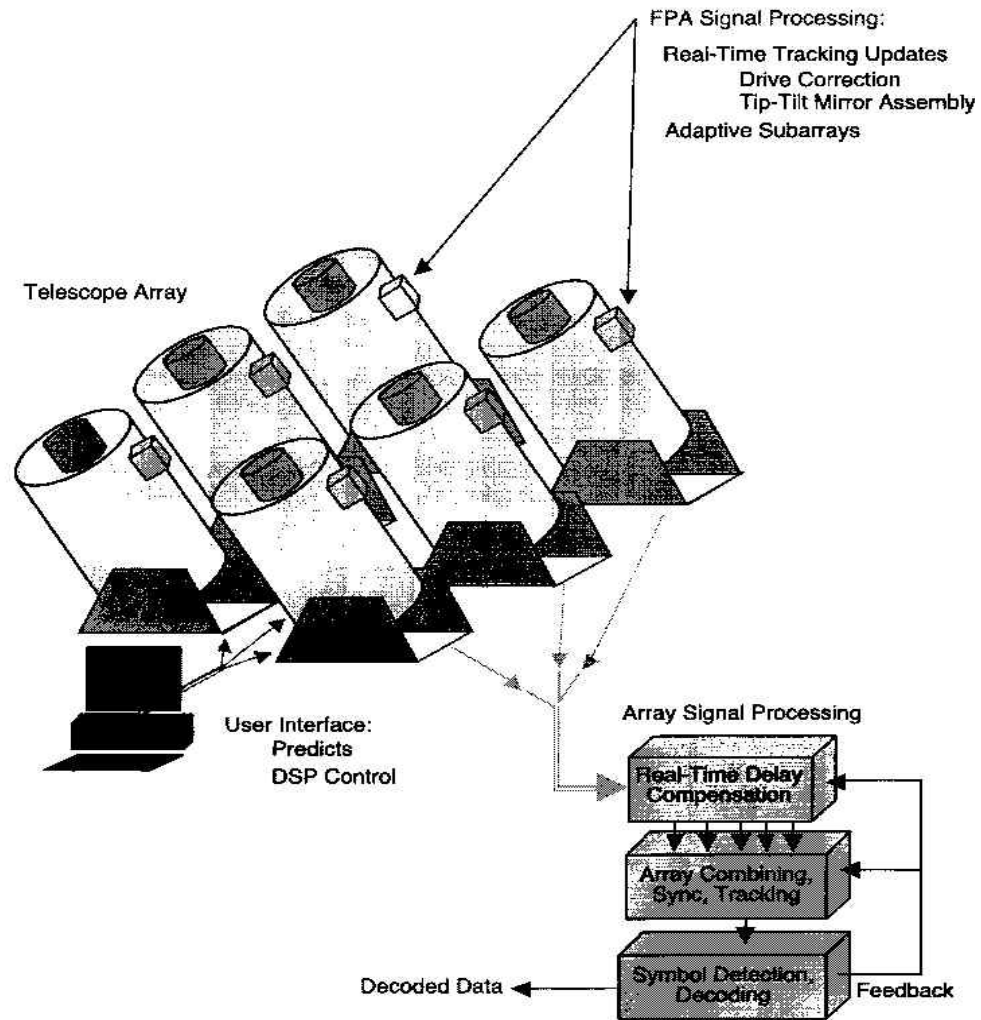 FPA Signal Processing:
Real-Time Tracking Updates
Drive Correction
Tip-Tilt Mirror Assembly
Adaptive Subarrays
Telescope Array
User Interface:
Predicts
DSP Control
Array Signal Processing
Real-Time Delay
Compensation
Array Combining,
Sync, Tracking
Symbol Detection,
Decoding
Decoded Data
Feedback